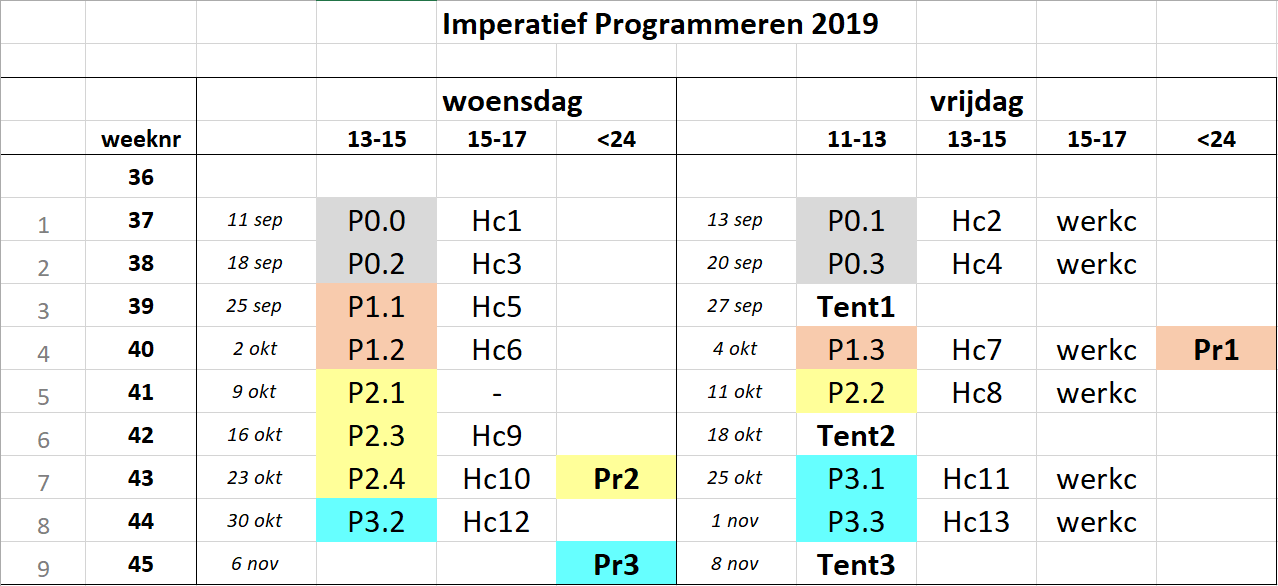 Imperatief Programmeren 2019
woensdag vrijdag
weeknr 13-15 15-17 <24 11-13 13-15 15-17 <24
36
1 37 11 sep P0.0 Hc1 13 sep P0.1 Hc2 werkc
2 38 18 sep P0.2 Hc3 20 sep P0.3 Hc4 werkc
3 39 25 sep P1.1 Hc5 27 sep Tent1
4 40 2 okt P1.2 Hc6 4 okt P1.3 Hc7 werkc Pr1
5 41 9 okt P2.1 - 11 okt P2.2 Hc8 werkc
6 42 16 okt P2.3 Hc9 18 okt Tent2
7 43 23 okt P2.4 Hc10 Pr2 25 okt P3.1 Hc11 werkc
8 44 30 okt P3.2 Hc12 1 nov P3.3 Hc13 werkc
9 45 6 nov Pr3 8 nov Tent3